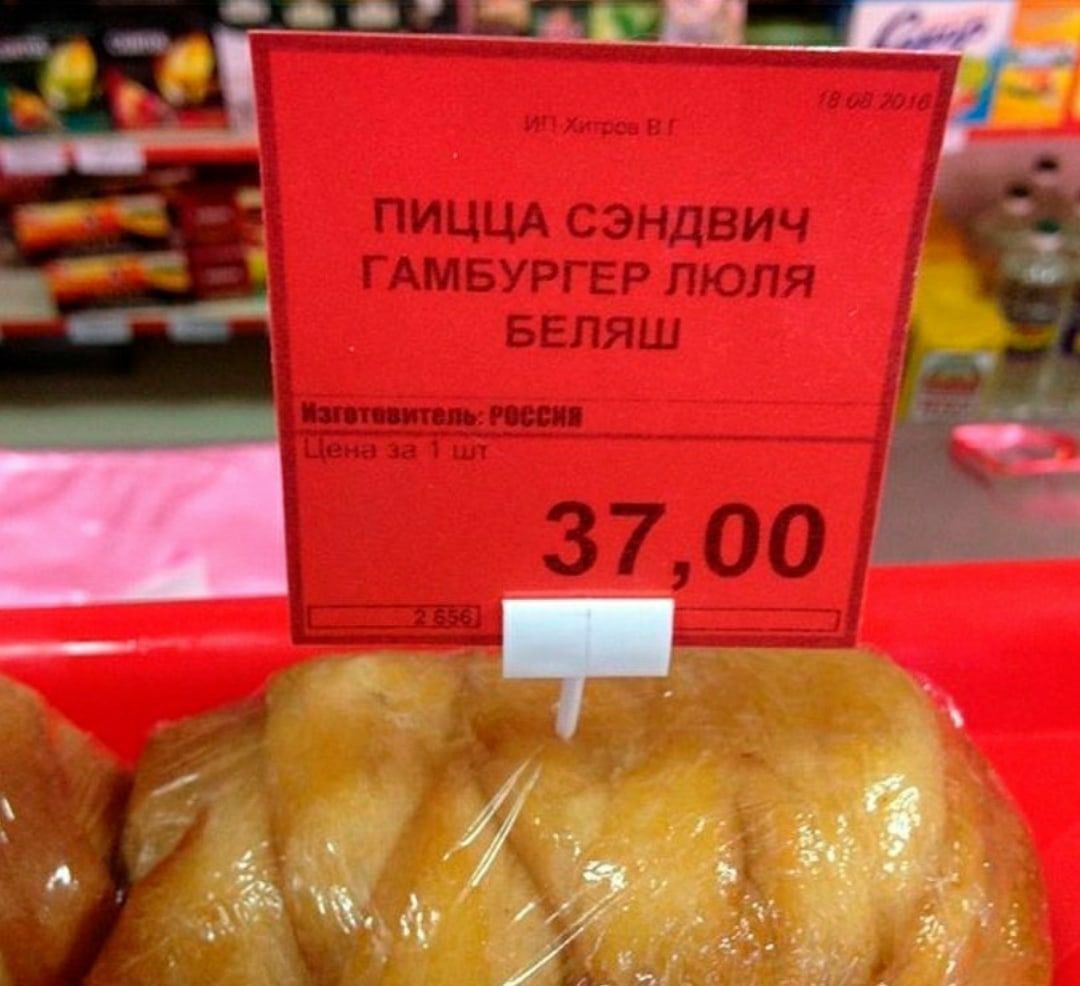 18.08.2016
ИП Хитров В.Г.
ПИЦЦА СЭНДВИЧ
ГАМБУРГЕР ЛЮЛЯ
БЕЛЯШ
Изготовитель: РОССИЯ
Цена за 1 шт
37,00
2 656